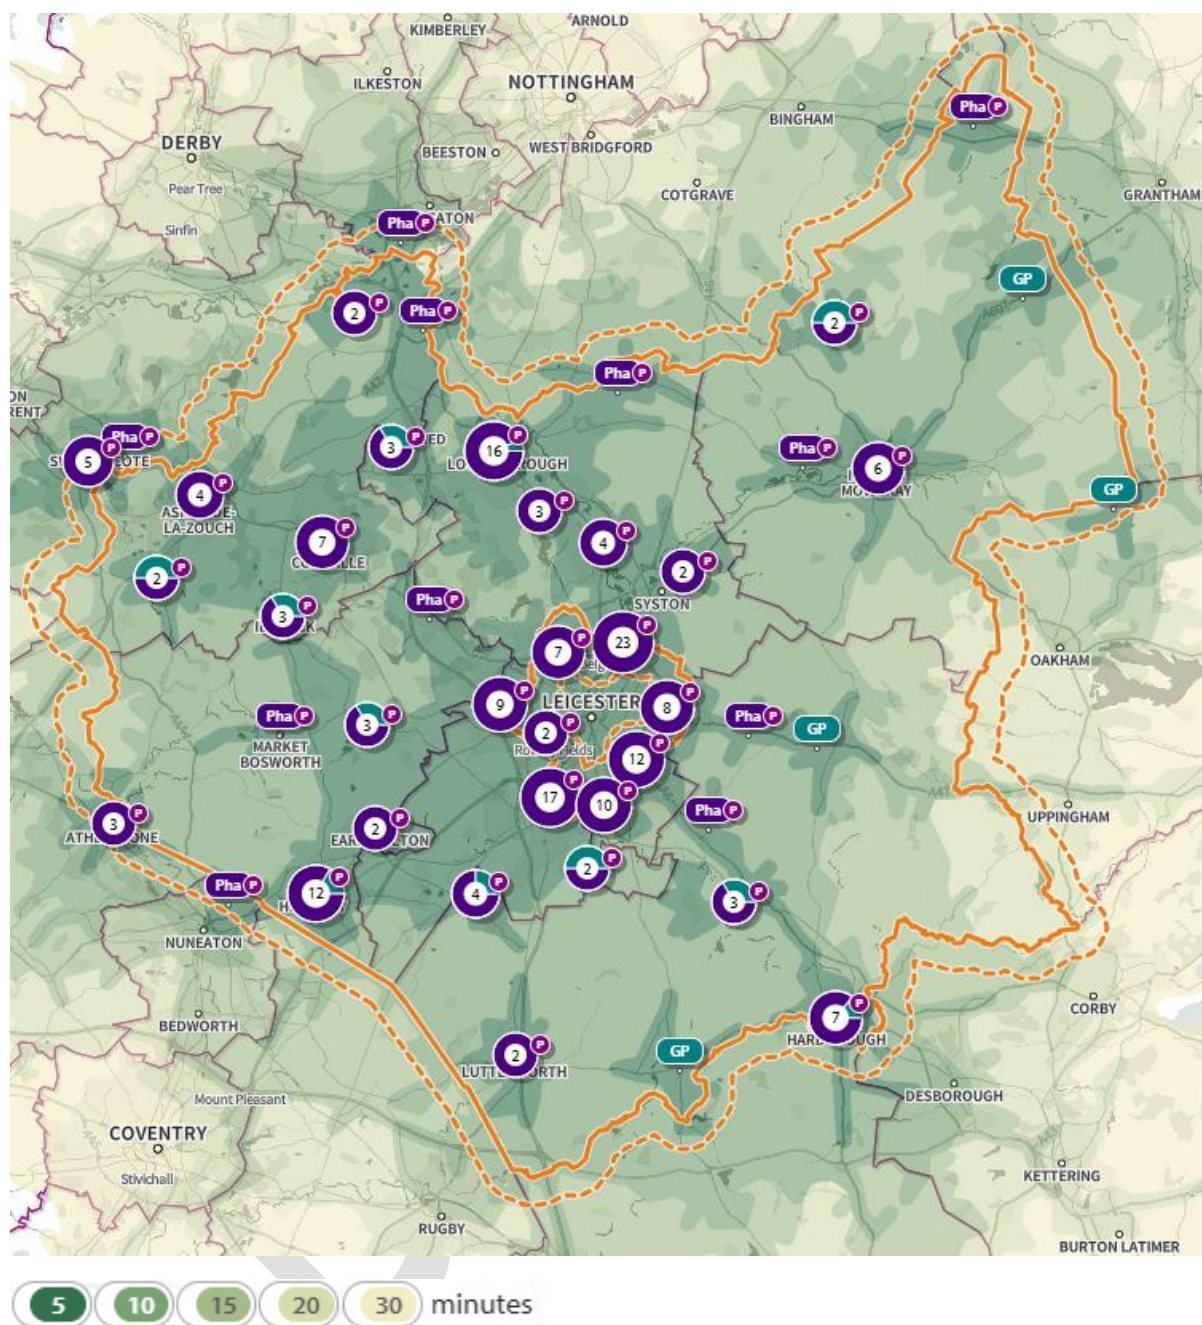 KIMBERLEY
ARNOLD
ILKESTON
NOTTINGHAM
BINGHAM
Pha P
DERBY
BEESTON
WEST BRIDGFORD
Pear Tree
COTGRAVE
GRANTHAM
Pha P
Sinfin
GP
2 P
Pha P
2 P
Pha P
Pha P
5 P
3 P
16 P
Pha P
6 P
4 P
LA-ZOUCH
GP
3 P
7 P
4 P
2 P
2 P
SYSTON
3 P
Pha P
7 P
23 P
OAKHAM
9 P
LEICESTER
8 P
Pha P
MARKET
BOSWORTH
3 P
2 P
Pha P
GP
12 P
A47
17 P
10 P
Pha P
UPPINGHAM
3 P
2 P
2 P
Pha P
12 P
4 P
3 P
NUNEATON
CORBY
BEDWORTH
7 P
2 P
GP
DESBOROUGH
Mount Pleasant
COVENTRY
Stivichall
KETTERING
RUGBY
BURTON LATIMER
5 10 15 20 30 minutes